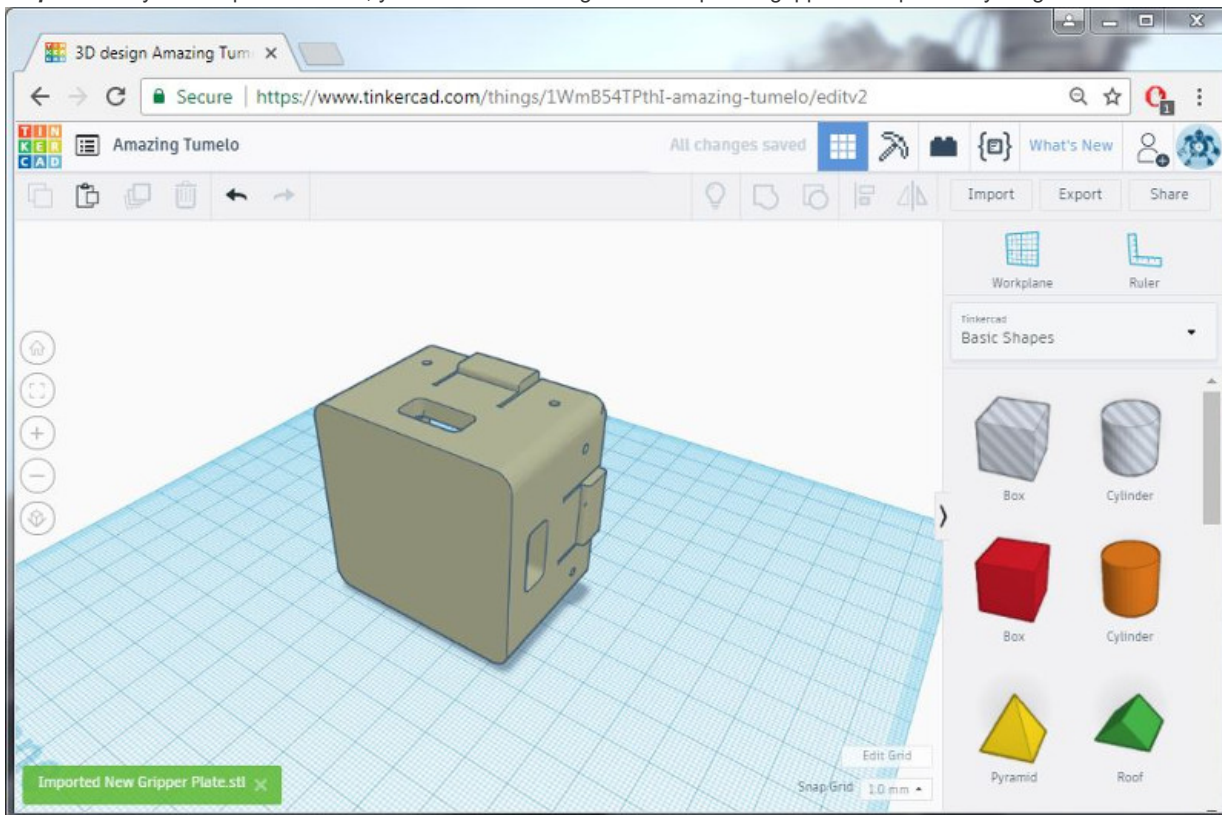 3D design Amazing Tum
Secure | https://www.tinkercad.com/things/1WmB54TPthI-amazing-tumelo/editv2
1
TIN
KER
CAD
Amazing Tumelo
All changes saved
What's New
Import
Export
Share
Workplane
Ruler
Tinkercad
Basic Shapes
Box
Cylinder
Box
Cylinder
Pyramid
Roof
Edit Grid
Snap Grid 1.0 mm
Imported New Gripper Plate.stl